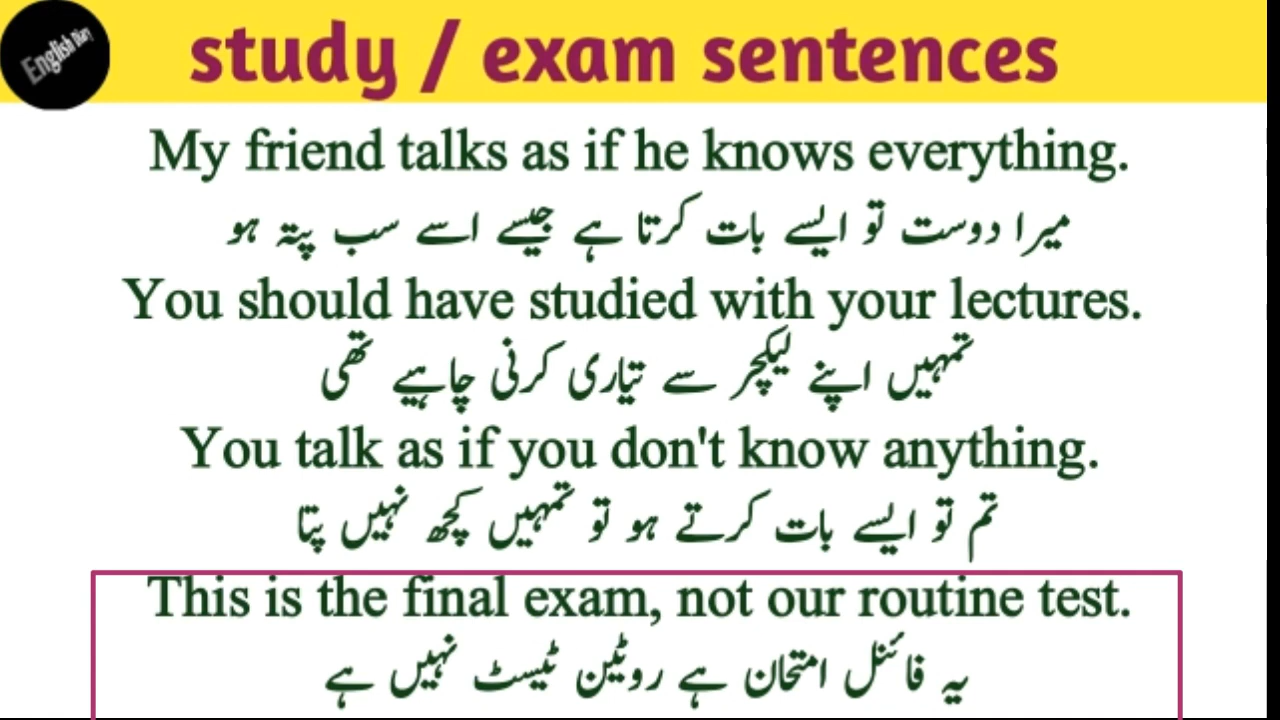 English Diary
study / exam sentences
My friend talks as if he knows everything.
میرا دوست تو ایسے بات کرتا ہے جیسے اسے سب پتہ ہو
You should have studied with your lectures.
تمہیں اپنے لیکچر سے تیاری کرنی چاہیے تھی
You talk as if you don't know anything.
تم تو ایسے بات کرتے ہو تو تمہیں کچھ نہیں پتا
This is the final exam, not our routine test.
یہ فائنل امتحان ہے روٹین ٹیسٹ نہیں ہے